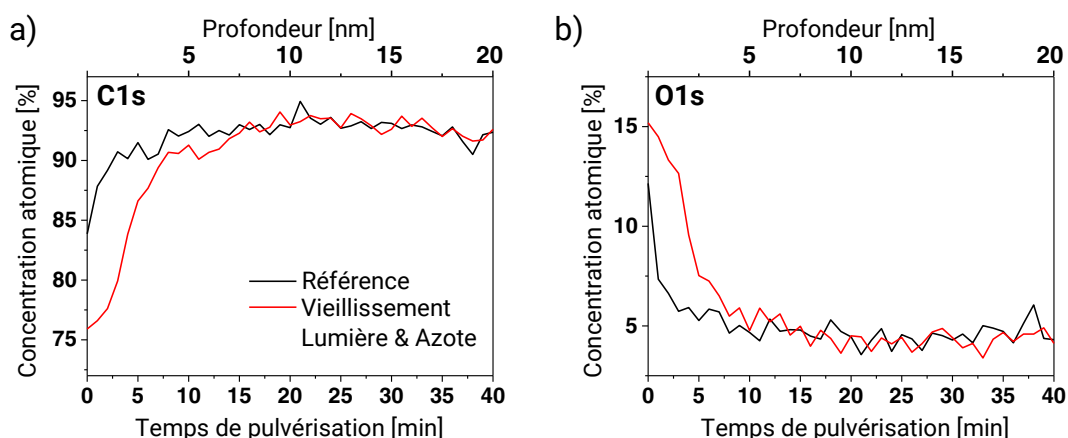 a)
Profondeur [nm]
0 5 10 15 20
C1s
Concentration atomique [%]
95
90
85
80
75
Référence
Vieillissement
Lumière & Azote
0 5 10 15 20 25 30 35 40
Temps de pulvérisation [min]
b)
Profondeur [nm]
0 5 10 15 20
O1s
Concentration atomique [%]
15
10
5
0 5 10 15 20 25 30 35 40
Temps de pulvérisation [min]